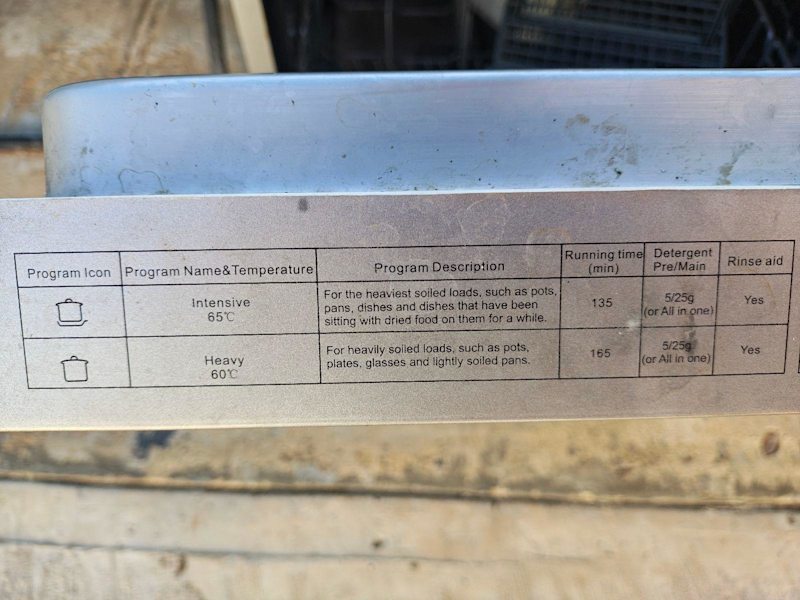 Program Icon Program Name&Temperature Program Description Running time (min) Detergent Pre/Main Rinse aid
Intensive
65℃
For the heaviest soiled loads, such as pots,
pans, dishes and dishes that have been
sitting with dried food on them for a while.
135
5/25g
(or All in one)
Yes
Heavy
60℃
For heavily soiled loads, such as pots,
plates, glasses and lightly soiled pans.
165
5/25g
(or All in one)
Yes